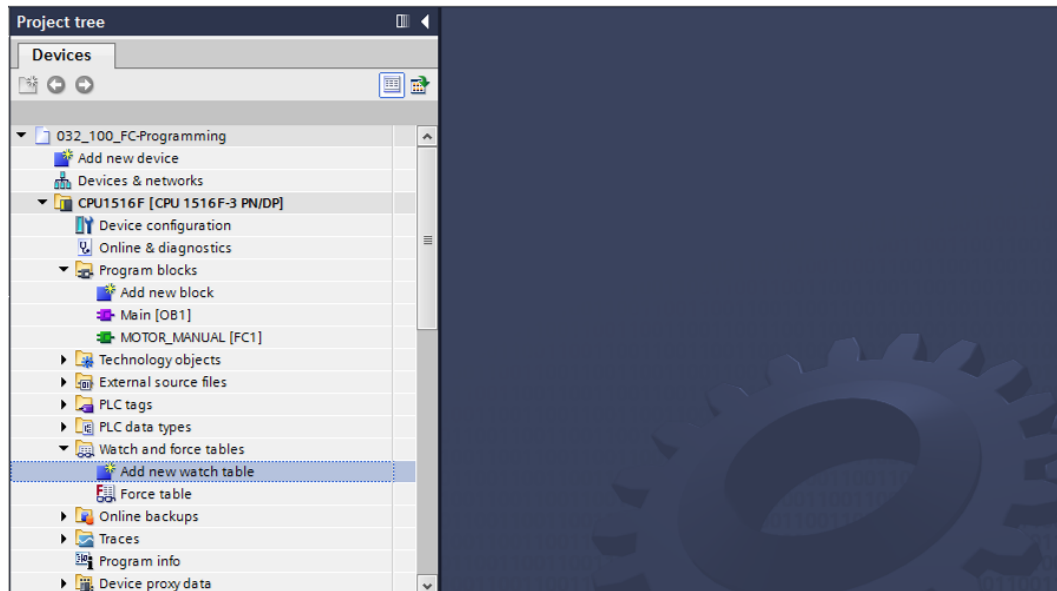 Project tree
Devices
032_100_FC-Programming
Add new device
Devices & networks
CPU1516F [CPU 1516F-3 PN/DP]
Device configuration
Online & diagnostics
Program blocks
Add new block
Main [OB1]
MOTOR_MANUAL [FC1]
Technology objects
External source files
PLC tags
PLC data types
Watch and force tables
Add new watch table
Force table
Online backups
Traces
Program info
Device proxy data